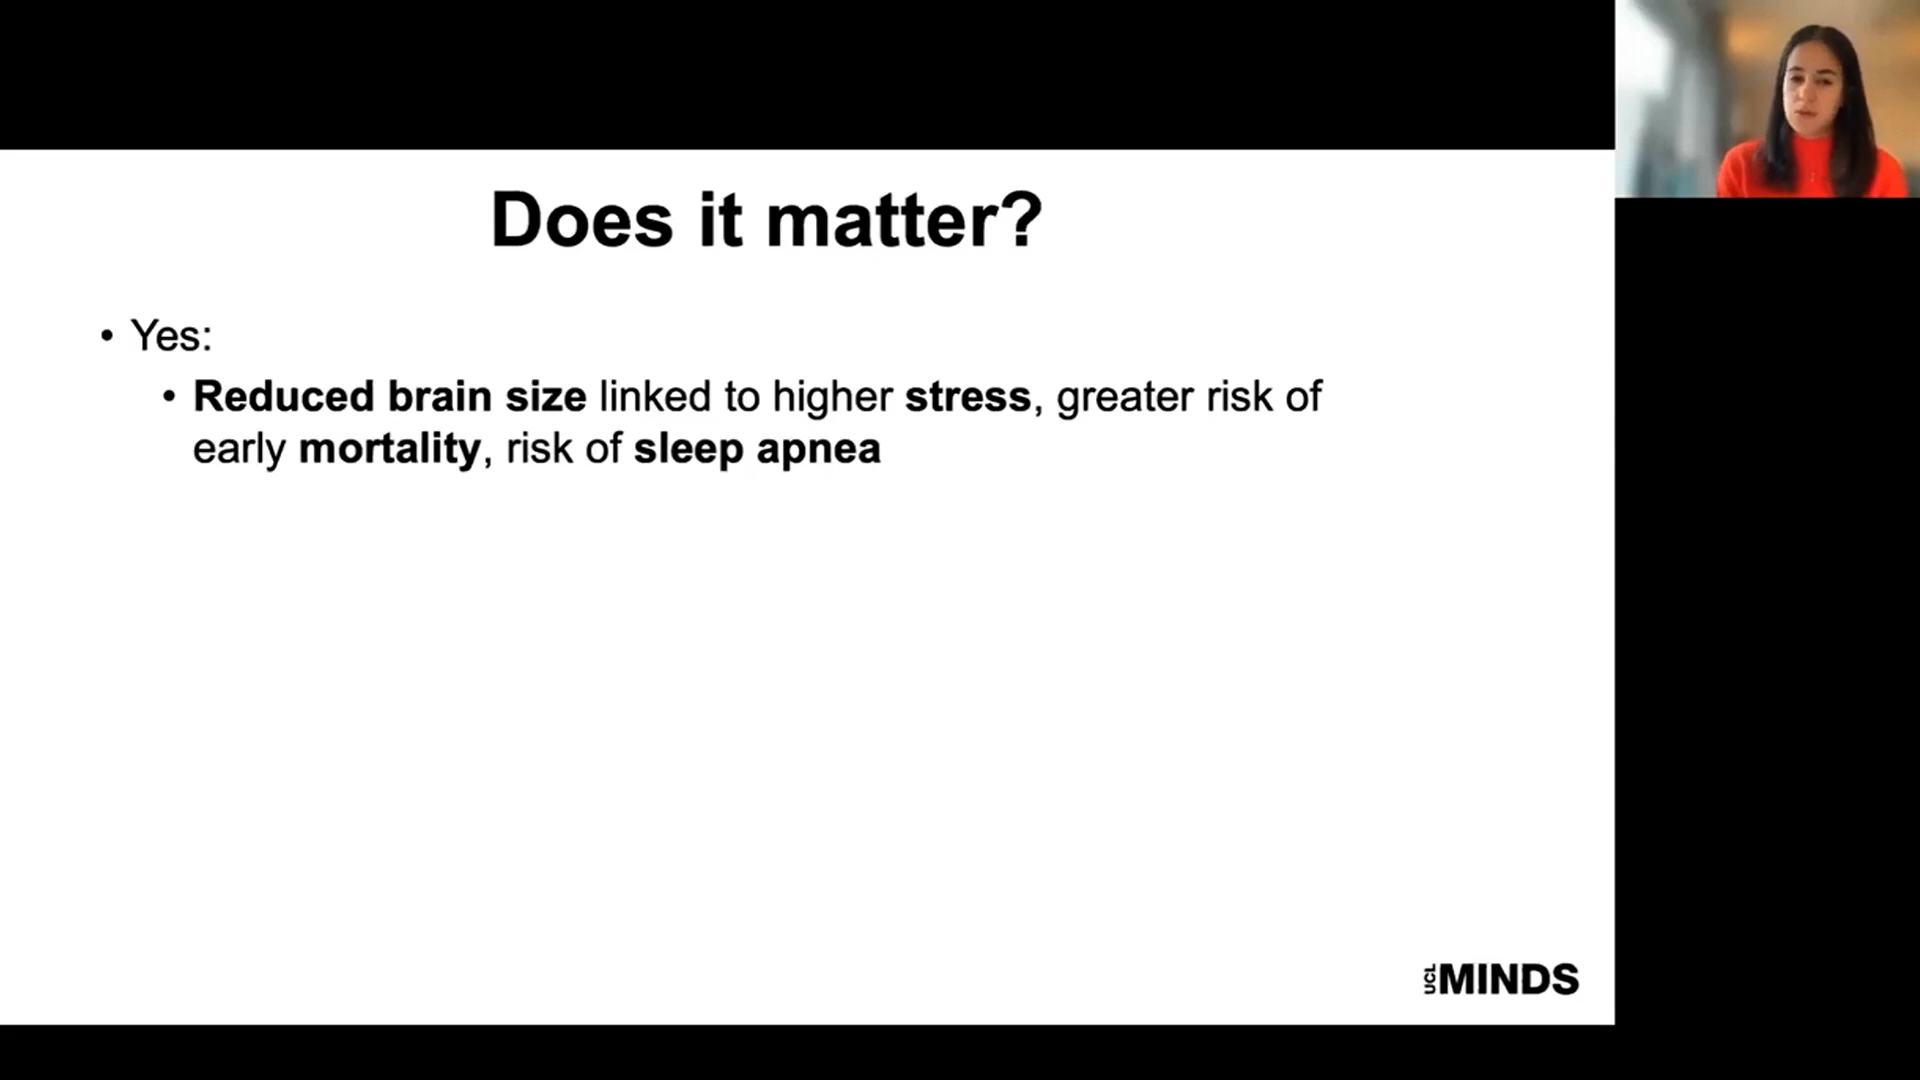 Does it matter?
• Yes:
• Reduced brain size linked to higher stress, greater risk of
early mortality, risk of sleep apnea
UCL MINDS